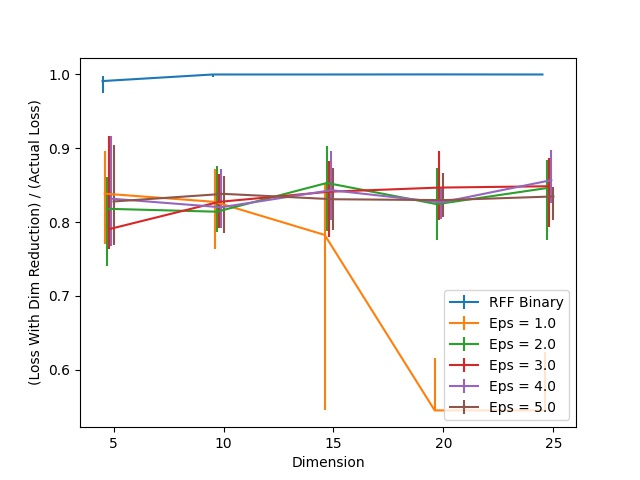 1.0
0.9
0.8
0.7
0.6
(Loss With Dim Reduction) / (Actual Loss)
5
10
15
20
25
Dimension
RFF Binary
Eps = 1.0
Eps = 2.0
Eps = 3.0
Eps = 4.0
Eps = 5.0